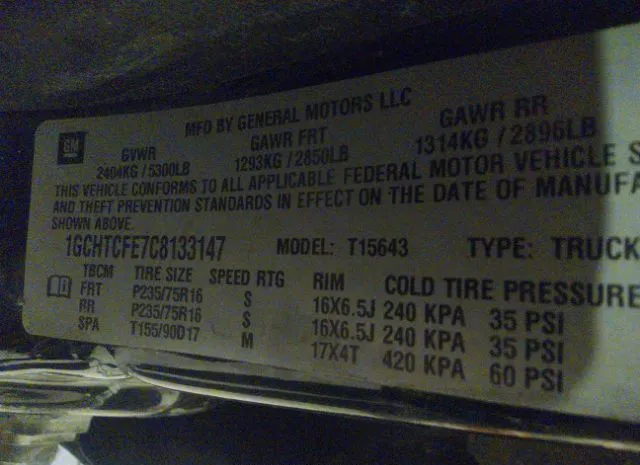 MFD BY GENERAL MOTORS LLC
GM
GVWR GAWR FRT GAWR RR
2404KG/5300LB 1293KG/2850LB 1314KG/2896LB
THIS VEHICLE CONFORMS TO ALL APPLICABLE FEDERAL MOTOR VEHICLE S
AND THEFT PREVENTION STANDARDS IN EFFECT ON THE DATE OF MANUFA
SHOWN ABOVE.
1GCHTCFE7C8133147 MODEL: T15643 TYPE: TRUCK
TBCM TIRE SIZE SPEED RTG RIM COLD TIRE PRESSURE
FRT P235/75R16 S 16X6.5J 240 KPA 35 PSI
RR P235/75R16 S 16X6.5J 240 KPA 35 PSI
SPA T155/90D17 M 17X4T 420 KPA 60 PSI